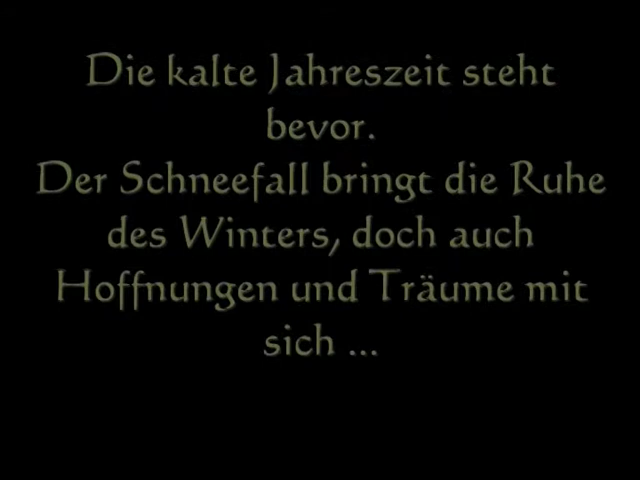 Die kalte Jahreszeit steht
bevor.
Der Schneefall bringt die Ruhe
des Winters, doch auch
Hoffnungen und Träume mit
sich ...